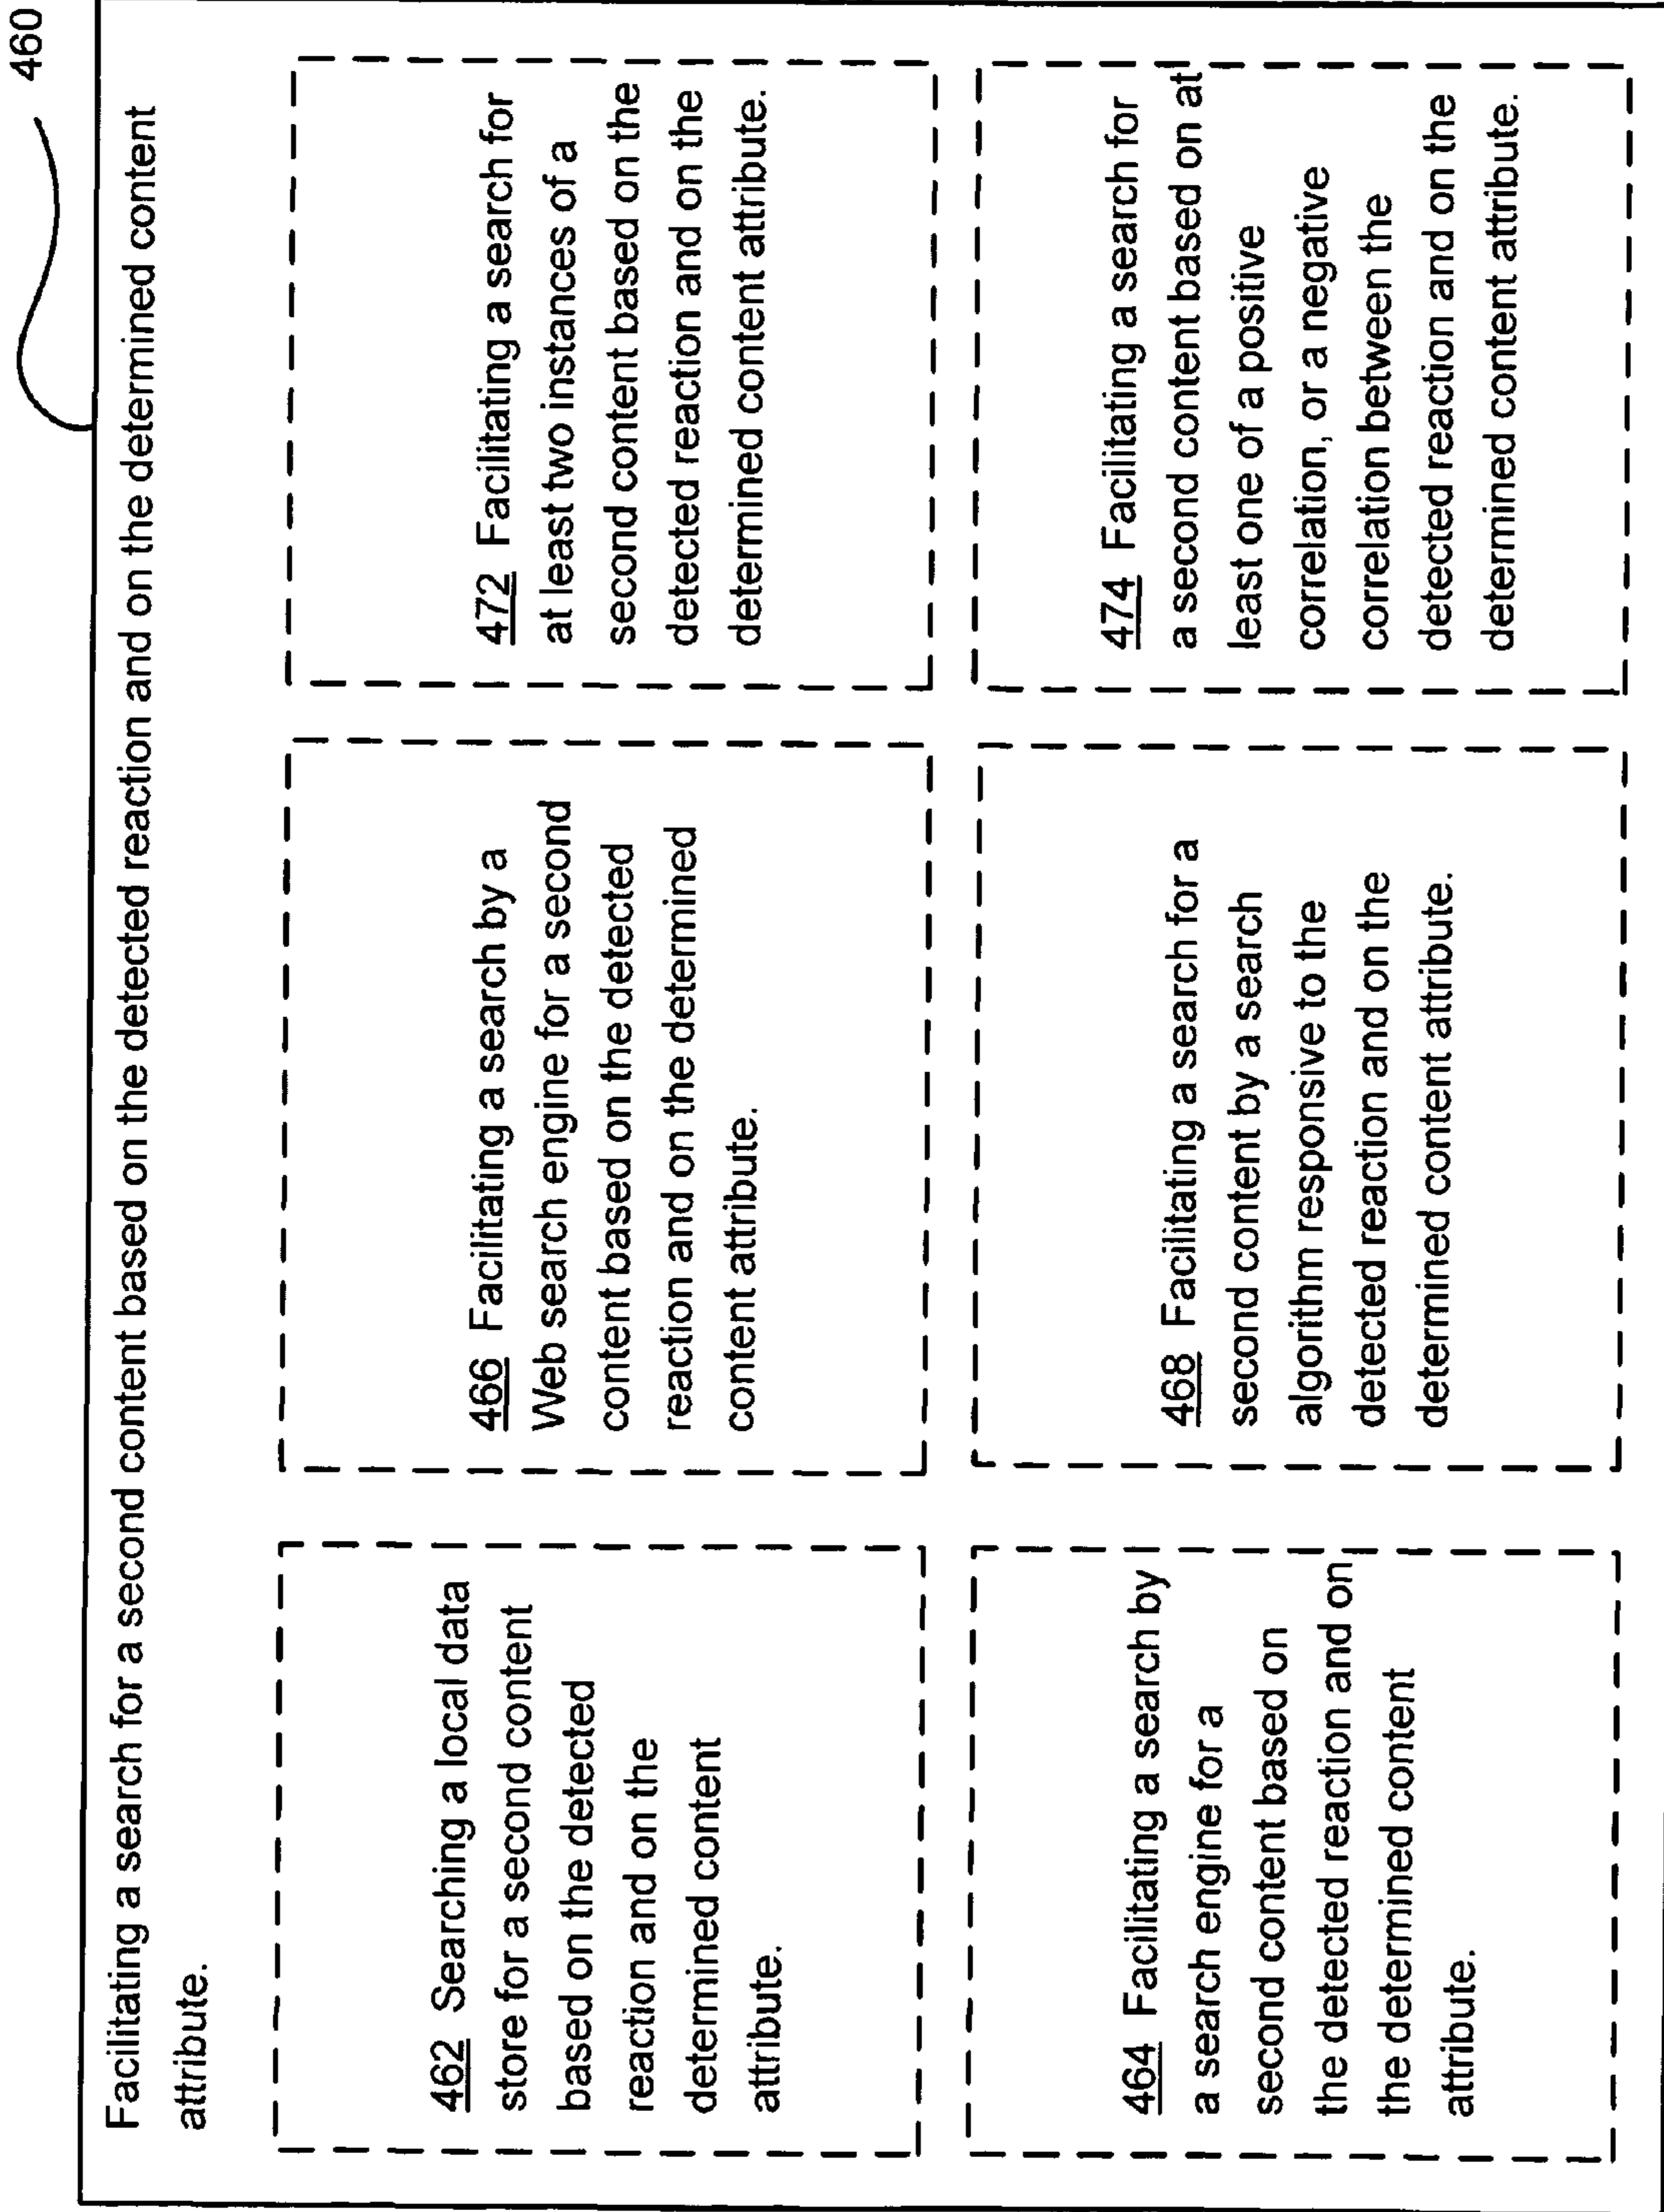 460
Facilitating a search for a second content based on the detected reaction and on the determined content
attribute.
462 Searching a local data
store for a second content
based on the detected
reaction and on the
determined content
attribute.
466 Facilitating a search by a
Web search engine for a second
content based on the detected
reaction and on the determined
content attribute.
472 Facilitating a search for
at least two instances of a
second content based on the
detected reaction and on the
determined content attribute.
464 Facilitating a search by
a search engine for a
second content based on
the detected reaction and on
the determined content
attribute.
468 Facilitating a search for a
second content by a search
algorithm responsive to the
detected reaction and on the
determined content attribute.
474 Facilitating a search for
a second content based on at
least one of a positive
correlation, or a negative
correlation between the
detected reaction and on the
determined content attribute.